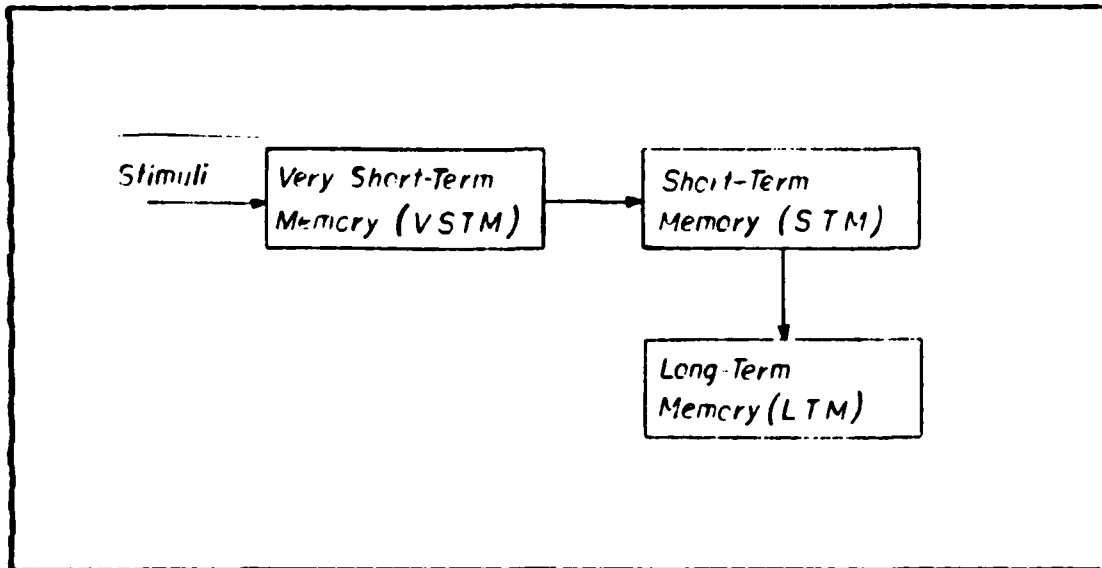 Stimuli
Very Short-Term
Memory (VSTM)
Short-Term
Memory (STM)
Long-Term
Memory (LTM)